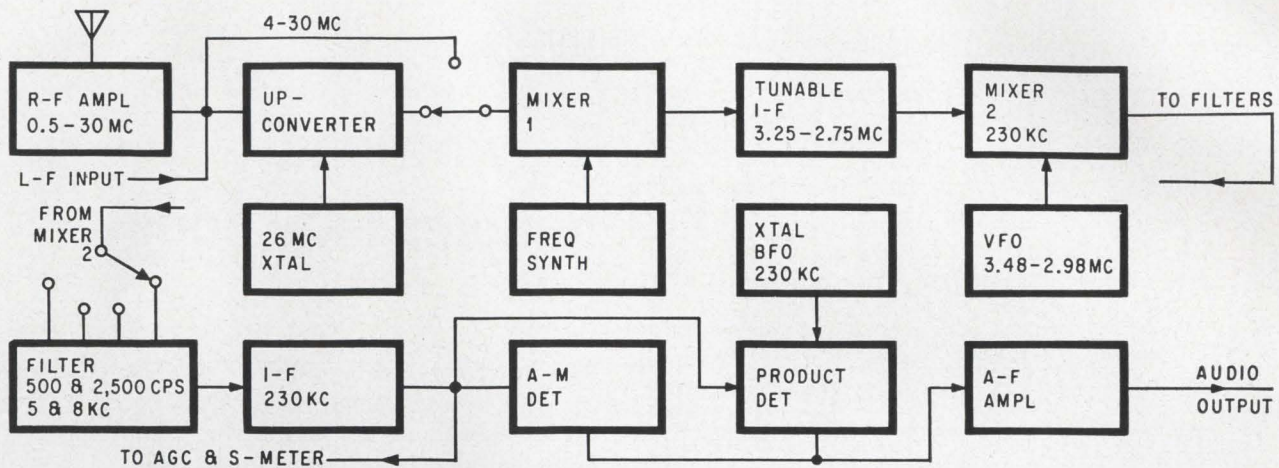 4-30 MC
R-F AMPL
0.5-30 MC
UP-
CONVERTER
MIXER
1
TUNABLE
I-F
3.25-2.75 MC
MIXER
2
230 KC
TO FILTERS
L-F INPUT
FROM
MIXER
2
26 MC
XTAL
FREQ
SYNTH
XTAL
BFO
230 KC
VFO
3.48-2.98 MC
FILTER
500 & 2,500 CPS
5 & 8 KC
I-F
230 KC
A-M
DET
PRODUCT
DET
A-F
AMPL
AUDIO
OUTPUT
TO AGC & S-METER